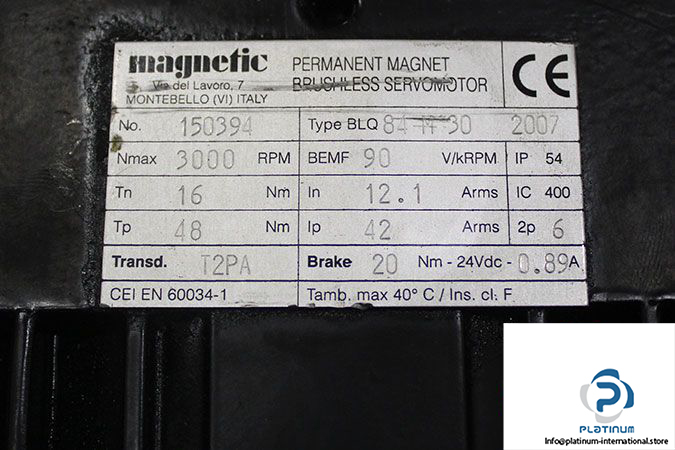 magnetic PERMANENT MAGNET CE
Via del Lavoro, 7 BRUSHLESS SERVOMOTOR
MONTEBELLO (VI) ITALY
No. 150394 Type BLQ 84 30 2007
Nmax 3000 RPM BEMF 90 V/kRPM IP 54
Tn 16 Nm In 12.1 Arms IC 400
Tp 48 Nm Ip 42 Arms 2p 6
Transd. T2PA Brake 20 Nm - 24Vdc - 0.89A
CEI EN 60034-1 Tamb. max 40° C / Ins. cl. F
PLATINUM
Info@platinum-international.store